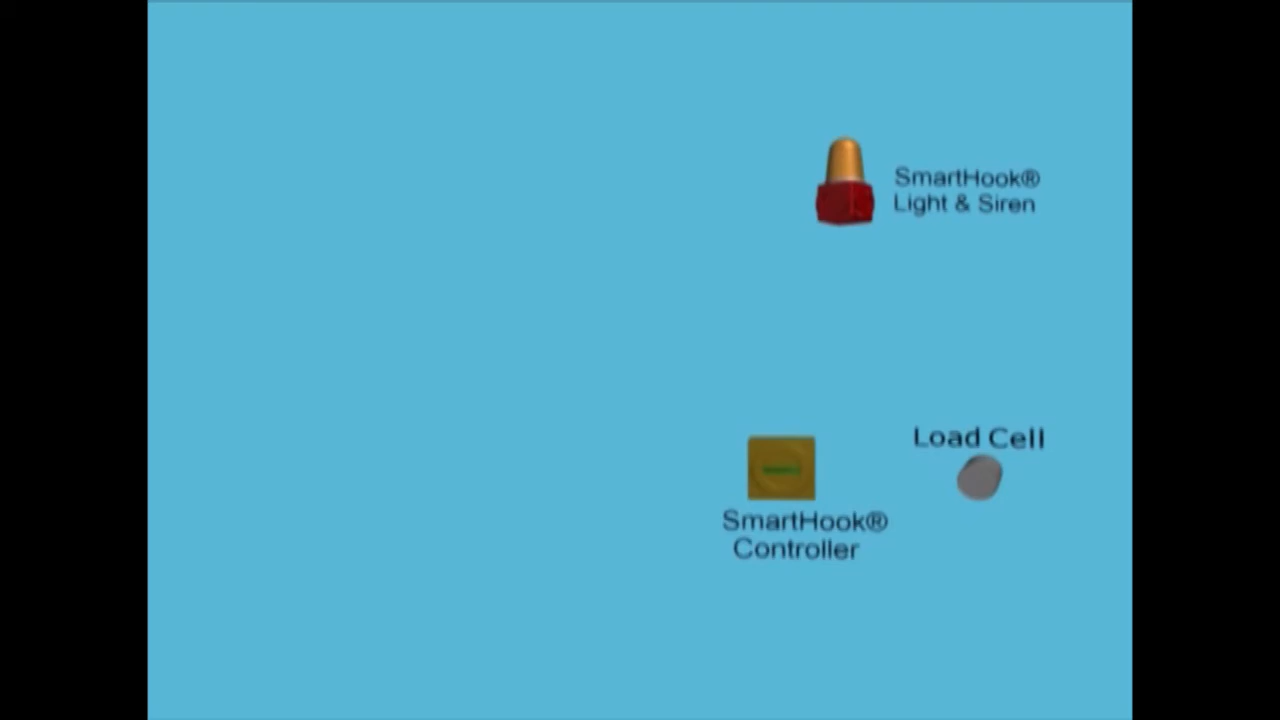 SmartHook®
Light & Siren
Load Cell
SmartHook®
Controller